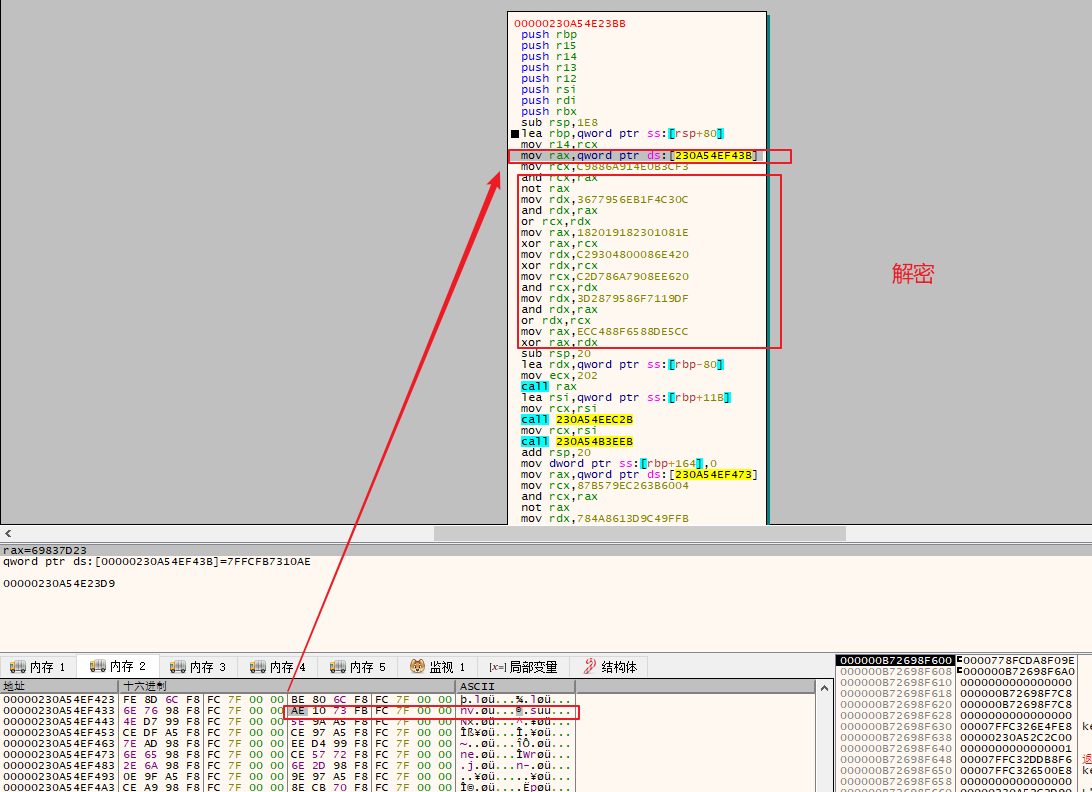 00000230A54E23BB
push rbp
push r15
push r14
push r13
push r12
push rsi
push rdi
push rbx
sub rsp,1E8
lea rbp,qword ptr ss:[rsp+80]
mov r14,rcx
mov rax,qword ptr ds:[230A54EF43B]
mov rcx,C9886A914E0B3CF3
and rcx,rax
not rax
mov rdx,3677956EB1F4C30C
and rdx,rax
or rcx,rdx
mov rax,182019182301081E
xor rax,rcx
mov rdx,C29304800086E420
xor rdx,rcx
mov rcx,C2D786A7908EE620
and rcx,rdx
mov rdx,3D2879586F7119DF
and rdx,rax
or rdx,rcx
mov rax,ECC488F6588DE5CC
xor rax,rdx
sub rsp,20
lea rdx,qword ptr ss:[rbp-80]
mov ecx,202
call rax
lea rsi,qword ptr ss:[rbp+11B]
mov rcx,rsi
call 230A54EEC2B
mov rcx,rsi
call 230A54B3EEB
add rsp,20
mov dword ptr ss:[rbp+164],0
mov rax,qword ptr ds:[230A54EF473]
mov rcx,87B579EC263B6004
and rcx,rax
not rax
mov rdx,784A8613D9C49FFB
解密
rax=69837D23
qword ptr ds:[00000230A54EF43B]=7FFCFB7310AE
00000230A54E23D9
内存 1 内存 2 内存 3 内存 4 内存 5 监视 1 [x=] 局部变量 结构体
地址 十六进制 ASCII
00000230A54EF423 FE 8D 6C F8 FC 7F 00 00 BE 80 6C F8 FC 7F 00 00 þ.løü...¾.løü...
00000230A54EF433 6E 76 98 F8 FC 7F 00 00 AE 10 73 FB FC 7F 00 00 nv.øü...®.sûü...
00000230A54EF443 4E D7 99 F8 FC 7F 00 00 5E 9A A5 F8 FC 7F 00 00 N×.øü...^.¥øü...
00000230A54EF453 CE DF A5 F8 FC 7F 00 00 CE 97 A5 F8 FC 7F 00 00 Îß¥øü...Î.¥øü...
00000230A54EF463 7E AD 98 F8 FC 7F 00 00 EE D4 99 F8 FC 7F 00 00 ~..øü...îÔ.øü...
00000230A54EF473 6E 65 98 F8 FC 7F 00 00 CE 57 72 F8 FC 7F 00 00 ne.øü...ÎWrøü...
00000230A54EF483 2E 6A 98 F8 FC 7F 00 00 6E 2D 98 F8 FC 7F 00 00 .j.øü...n-.øü...
00000230A54EF493 0E 9F A5 F8 FC 7F 00 00 9E 97 A5 F8 FC 7F 00 00 ..¥øü.....¥øü...
00000230A54EF4A3 CE A9 98 F8 FC 7F 00 00 8E CB 70 F8 FC 7F 00 00 Î©.øü....Ëpøü...
000000B72698F600 0000778FCDA8F09E
000000B72698F608 000000B72698F6A0
000000B72698F610 0000000000000000
000000B72698F618 000000B72698F7C8
000000B72698F620 000000B72698F7C8
000000B72698F628 0000000000000000
000000B72698F630 00007FFC326E4FE8 ke
000000B72698F638 00000230A52C2C00
000000B72698F640 0000000000000001
000000B72698F648 00007FFC32DDB8F6 返
000000B72698F650 00007FFC326500E8 ke
000000B72698F658 0000000000000000